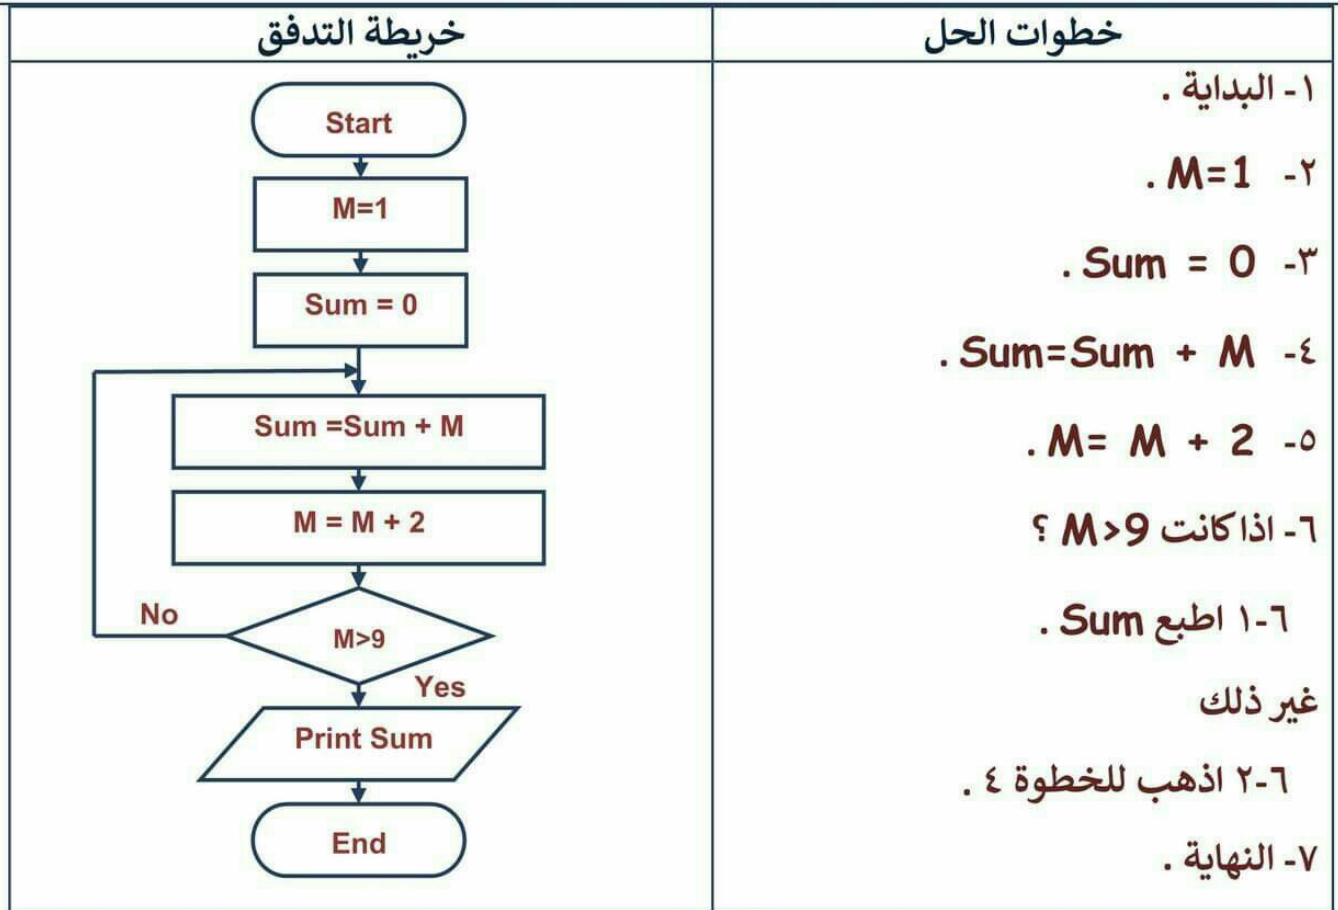 خطوات الحل
١- البداية .
٢- M=1 .
٣- Sum = 0 .
٤- Sum=Sum + M .
٥- M= M + 2 .
٦- اذا كانت M>9 ؟
٦-١ اطبع Sum .
غير ذلك
٦-٢ اذهب للخطوة ٤ .
٧- النهاية .
خريطة التدفق
Start
M=1
Sum = 0
Sum =Sum + M
M = M + 2
M>9
No
Yes
Print Sum
End